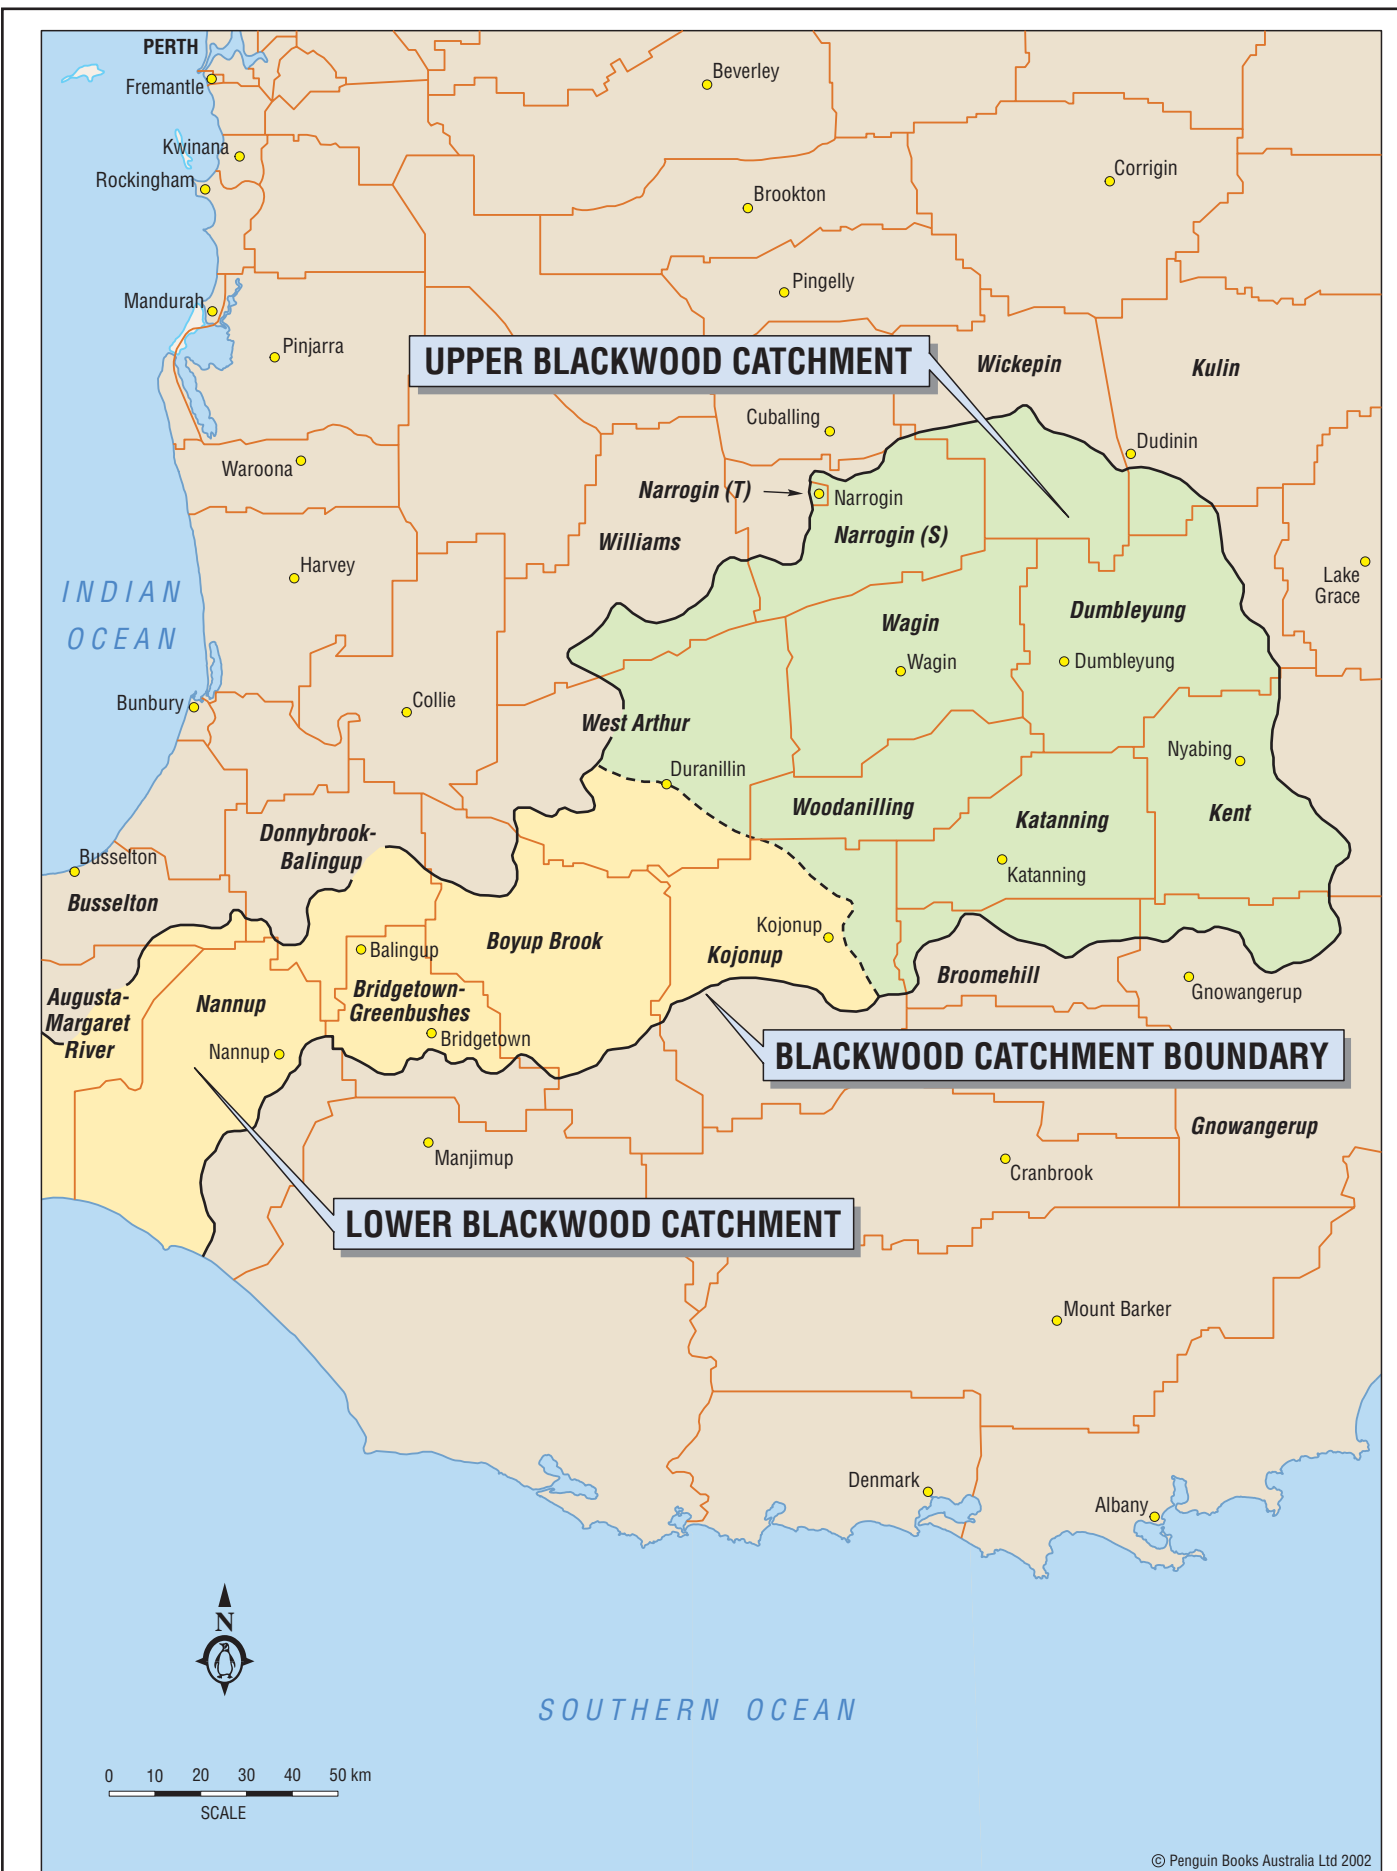 PERTH
Fremantle
Beverley
Kwinana
Rockingham
Corrigin
Brookton
Pingelly
Mandurah
Pinjarra
UPPER BLACKWOOD CATCHMENT
Wickepin
Kulin
Cuballing
Dudinin
Waroona
Narrogin (T)
Narrogin
Narrogin (S)
Williams
Harvey
Lake
Grace
INDIAN
OCEAN
Dumbleyung
Wagin
Wagin
Dumbleyung
Bunbury
Collie
West Arthur
Nyabing
Duranillin
Woodanilling
Katanning
Kent
Donnybrook-
Balingup
Busselton
Katanning
Busselton
Kojonup
Boyup Brook
Balingup
Kojonup
Broomehill
Gnowangerup
Augusta-
Margaret
River
Nannup
Bridgetown-
Greenbushes
Bridgetown
Nannup
BLACKWOOD CATCHMENT BOUNDARY
Gnowangerup
Manjimup
Cranbrook
LOWER BLACKWOOD CATCHMENT
Mount Barker
Denmark
Albany
N
SOUTHERN OCEAN
0 10 20 30 40 50 km
SCALE
© Penguin Books Australia Ltd 2002